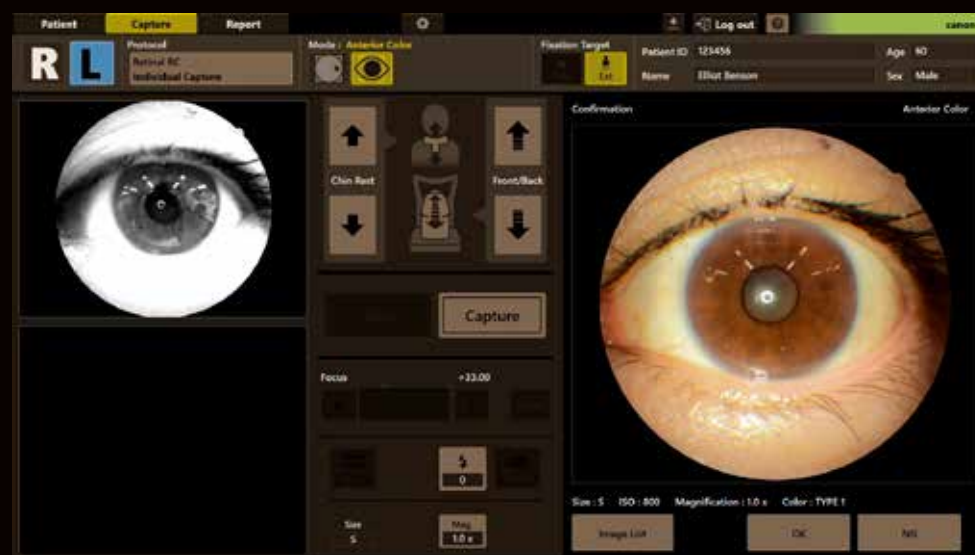 Patient Capture Report Log out ? canon
R L
Protocol
Retinal RC
Individual Capture
Mode : Anterior Color
Fixation Target
Ext
Patient ID 123456 Age 60
Name Elliot Benson Sex Male
Confirmation Anterior Color
Chin Rest Front/Back
Capture
Focus +33.00
0
Size Mag
S 1.0 x
Size : S ISO : 800 Magnification : 1.0 x Color : TYPE 1
Image List OK NG